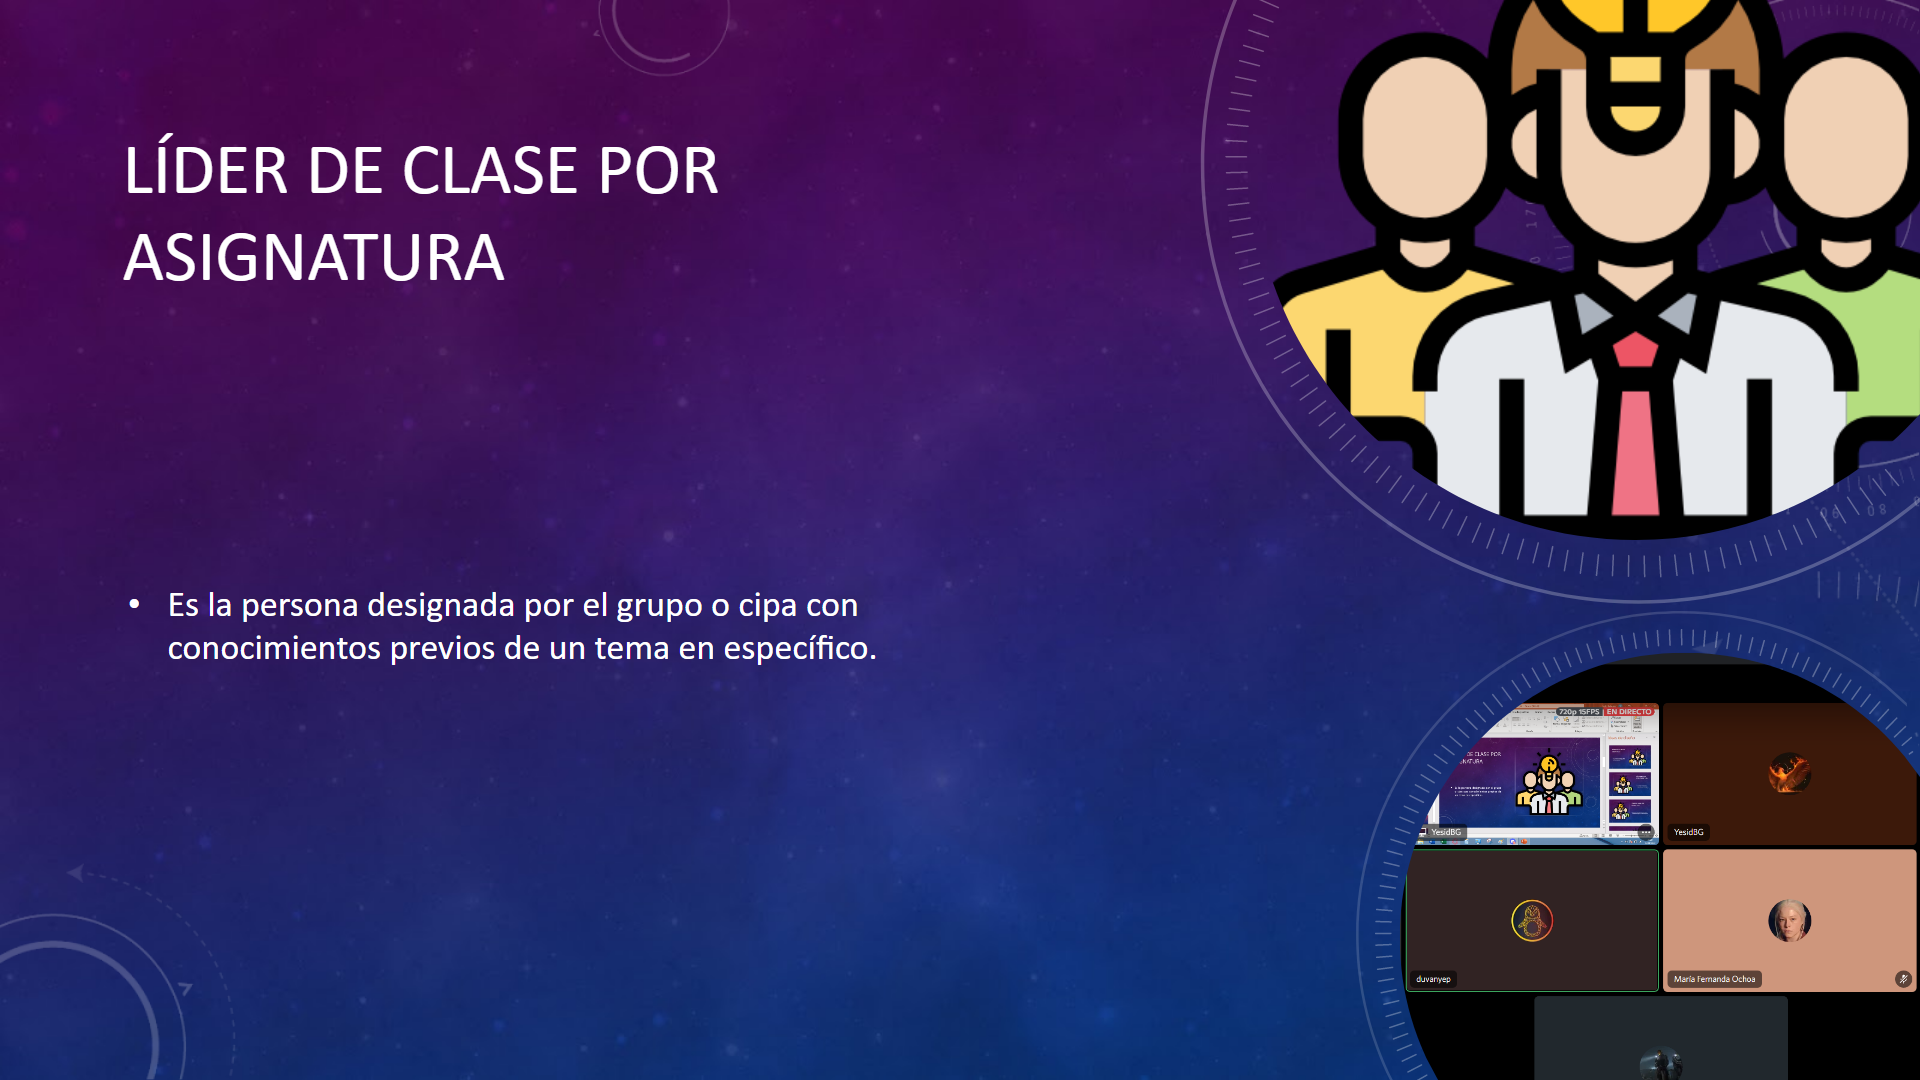 LÍDER DE CLASE POR
ASIGNATURA
• Es la persona designada por el grupo o cipa con
conocimientos previos de un tema en específico.
720p 15FPS EN DIRECTO
YesidBG
YesidBG
duvanyep
María Fernanda Ochoa